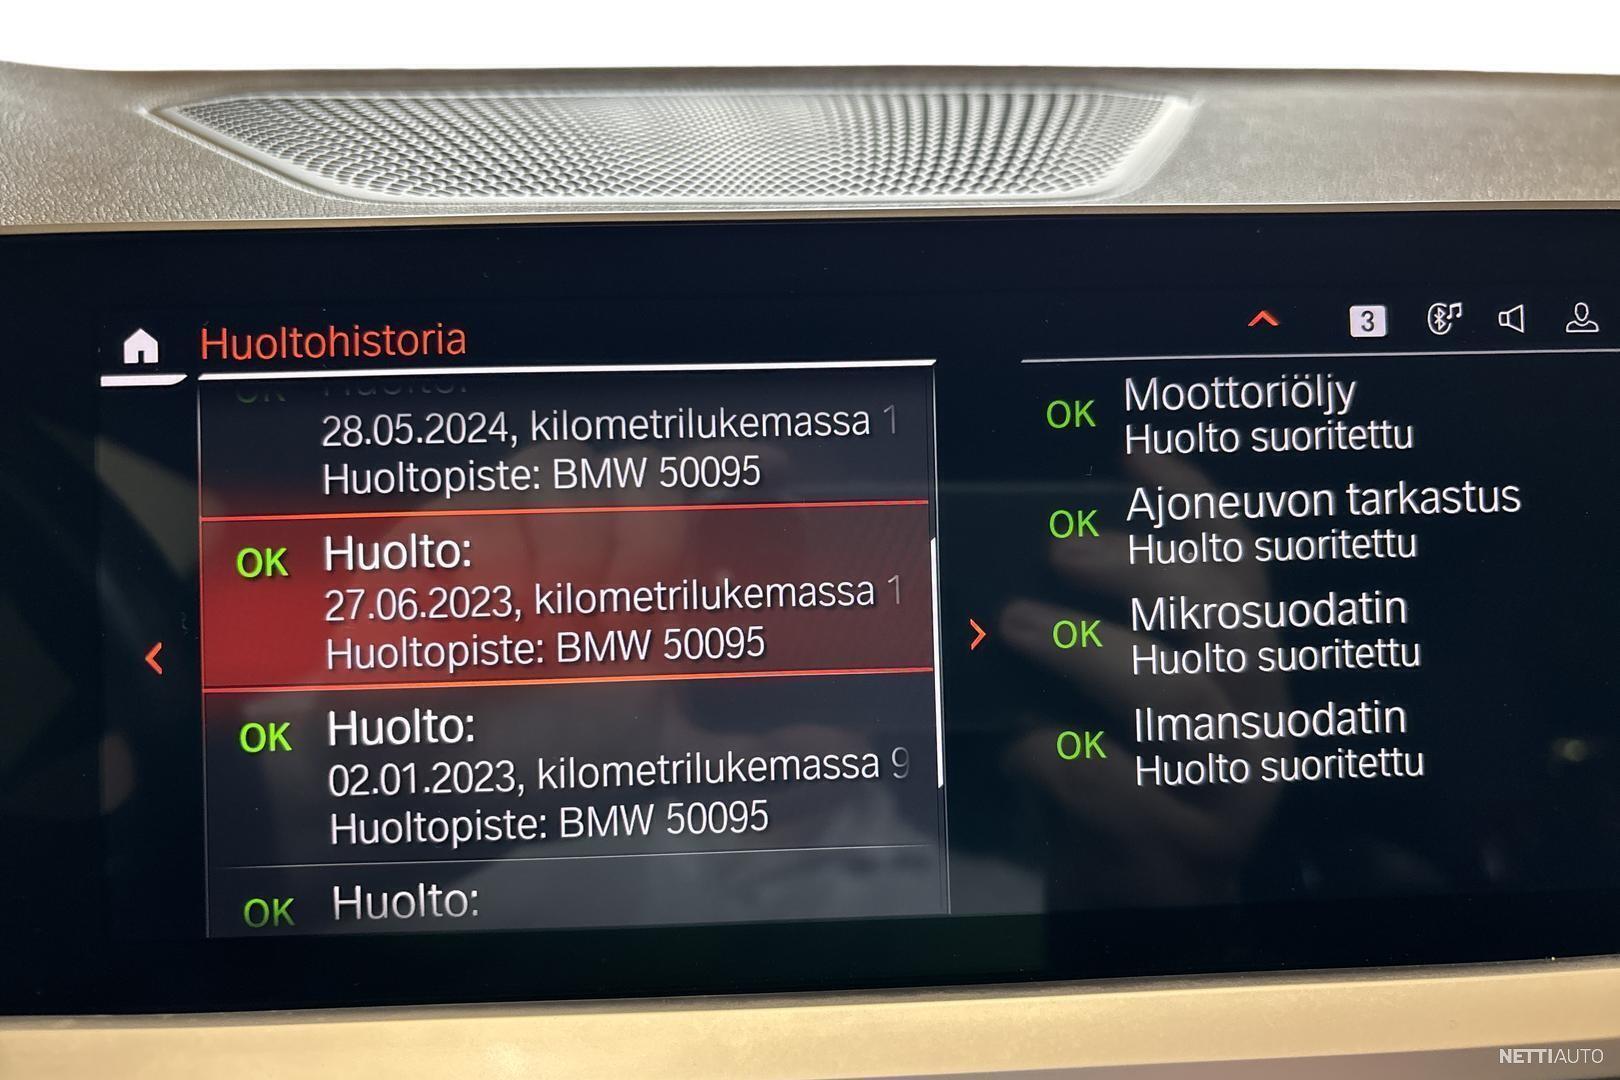 Huoltohistoria
3
OK Huolto:
28.05.2024, kilometrilukemassa 1
Huoltopiste: BMW 50095
OK Huolto:
27.06.2023, kilometrilukemassa 1
Huoltopiste: BMW 50095
OK Huolto:
02.01.2023, kilometrilukemassa 9
Huoltopiste: BMW 50095
OK Huolto:
OK Moottoriöljy
Huolto suoritettu
OK Ajoneuvon tarkastus
Huolto suoritettu
OK Mikrosuodatin
Huolto suoritettu
OK Ilmansuodatin
Huolto suoritettu
NETTIAUTO